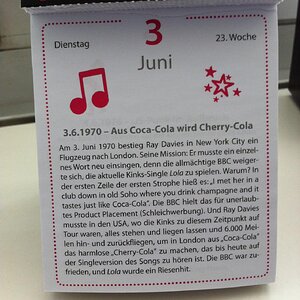 Dienstag 3 23. Woche
Juni
3.6.1970 – Aus Coca-Cola wird Cherry-Cola
Am 3. Juni 1970 bestieg Ray Davies in New York City ein
Flugzeug nach London. Seine Mission: Er musste ein einzel-
nes Wort neu einsingen, denn die allmächtige BBC weiger-
te sich, die aktuelle Kinks-Single Lola zu spielen. Warum? In
der ersten Zeile der ersten Strophe hieß es: „I met her in a
club down in old Soho where you drink champagne and it
tastes just like Coca-Cola“. Die BBC hielt das für unerlaub-
tes Product Placement (Schleichwerbung). Und Ray Davies
musste in den USA, wo die Kinks zu diesem Zeitpunkt auf
Tour waren, alles stehen und liegen lassen und 6.000 Mei-
len hin- und zurückfliegen, um in London aus „Coca-Cola“
das harmlose „Cherry-Cola“ zu machen, das bis heute auf
der Singleversion des Songs zu hören ist. Die BBC war zu-
frieden, und Lola wurde ein Riesenhit.